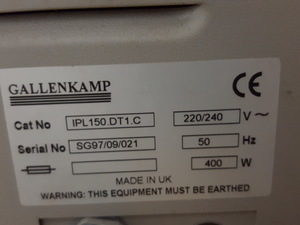 GALLENKAMP CE
Cat No IPL150.DT1.C 220/240 V ~
Serial No SG97/09/021 50 Hz
400 W
MADE IN UK
WARNING: THIS EQUIPMENT MUST BE EARTHED